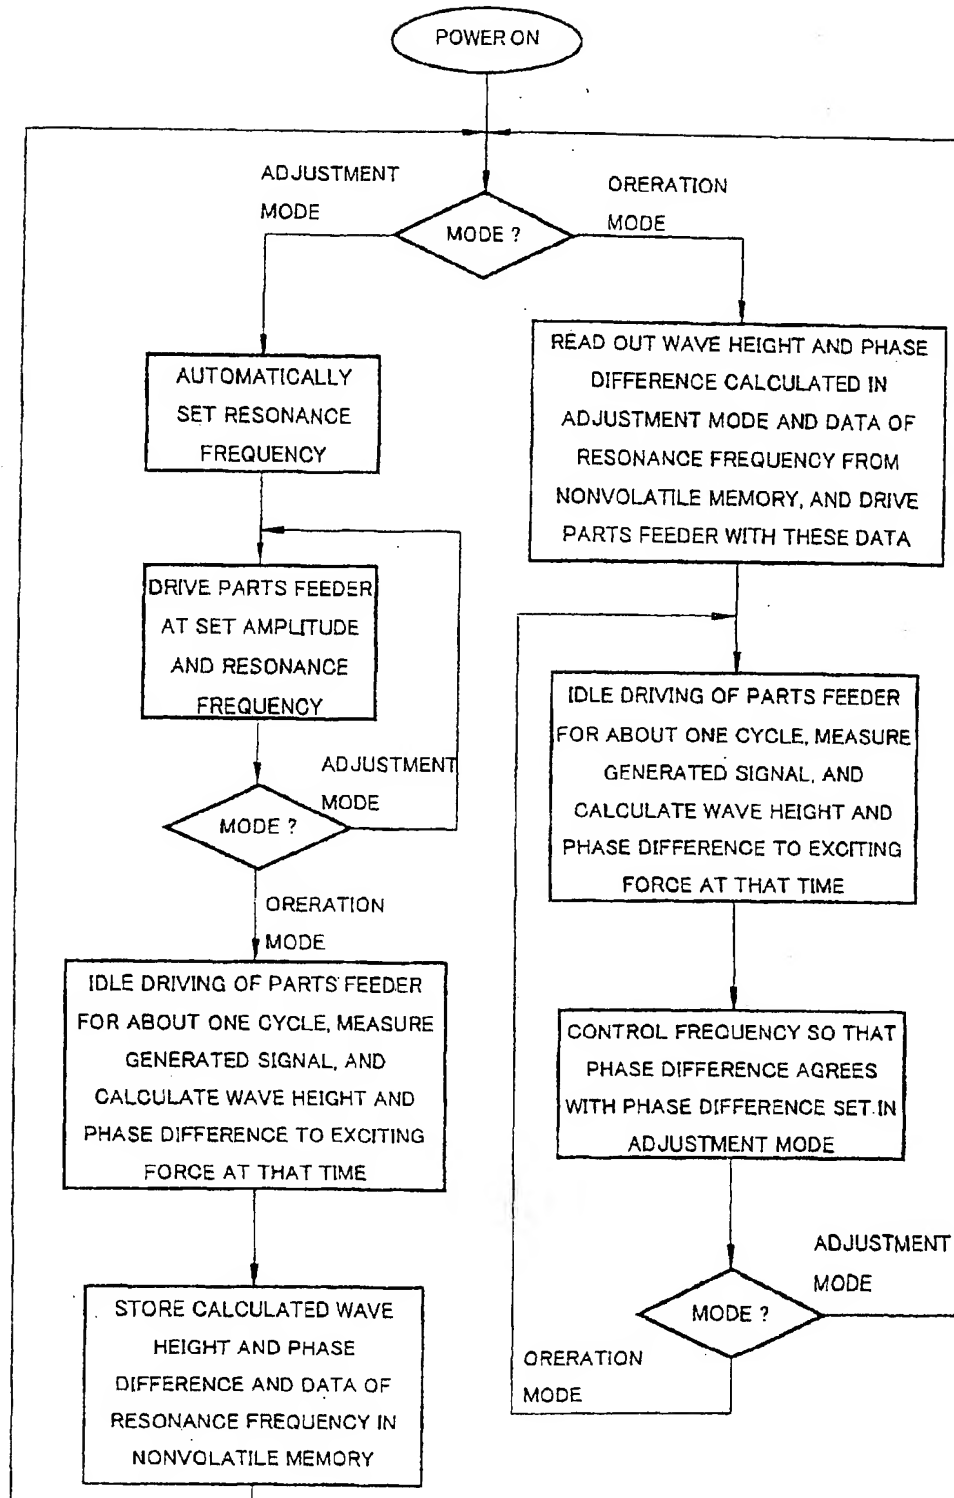 POWER ON
ADJUSTMENT
MODE
ORERATION
MODE
MODE ?
AUTOMATICALLY
SET RESONANCE
FREQUENCY
READ OUT WAVE HEIGHT AND PHASE
DIFFERENCE CALCULATED IN
ADJUSTMENT MODE AND DATA OF
RESONANCE FREQUENCY FROM
NONVOLATILE MEMORY, AND DRIVE
PARTS FEEDER WITH THESE DATA
DRIVE PARTS FEEDER
AT SET AMPLITUDE
AND RESONANCE
FREQUENCY
ADJUSTMENT
MODE
MODE ?
ORERATION
MODE
IDLE DRIVING OF PARTS FEEDER
FOR ABOUT ONE CYCLE, MEASURE
GENERATED SIGNAL, AND
CALCULATE WAVE HEIGHT AND
PHASE DIFFERENCE TO EXCITING
FORCE AT THAT TIME
STORE CALCULATED WAVE
HEIGHT AND PHASE
DIFFERENCE AND DATA OF
RESONANCE FREQUENCY IN
NONVOLATILE MEMORY
IDLE DRIVING OF PARTS FEEDER
FOR ABOUT ONE CYCLE, MEASURE
GENERATED SIGNAL, AND
CALCULATE WAVE HEIGHT AND
PHASE DIFFERENCE TO EXCITING
FORCE AT THAT TIME
CONTROL FREQUENCY SO THAT
PHASE DIFFERENCE AGREES
WITH PHASE DIFFERENCE SET IN
ADJUSTMENT MODE
ADJUSTMENT
MODE
MODE ?
ORERATION
MODE